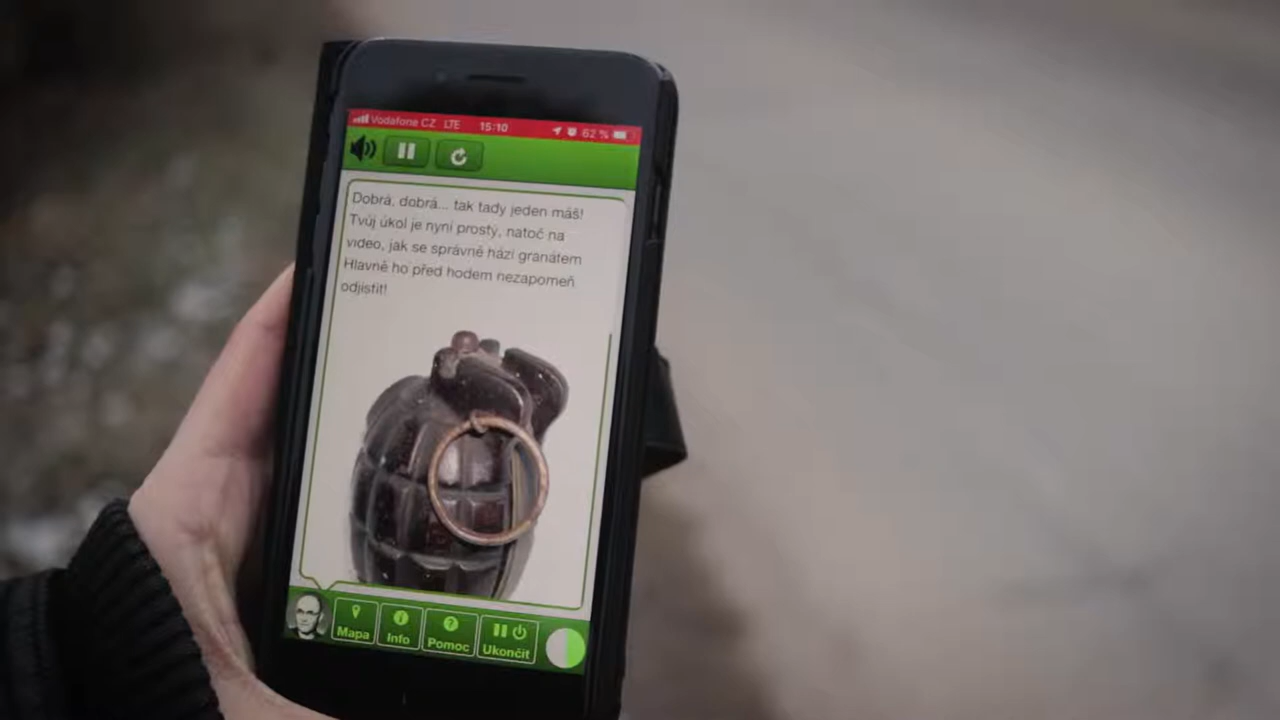 Vodafone CZ LTE 15:10 62 %
Dobrá, dobrá... tak tady jeden máš!
Tvůj úkol je nyní prostý, natoč na
video, jak se správně hází granátem
Hlavně ho před hodem nezapomeň
odjistit!
Mapa Info Pomoc Ukončit